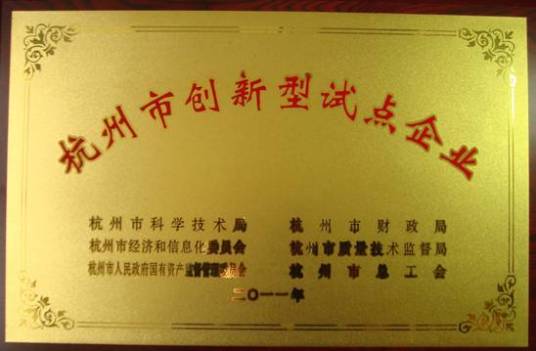 杭州市创新型试点企业
杭州市科学技术局 杭州市财政局
杭州市经济和信息化委员会 杭州市质量技术监督局
杭州市人民政府国有资产监督管理委员会 杭州市总工会
二〇一一年